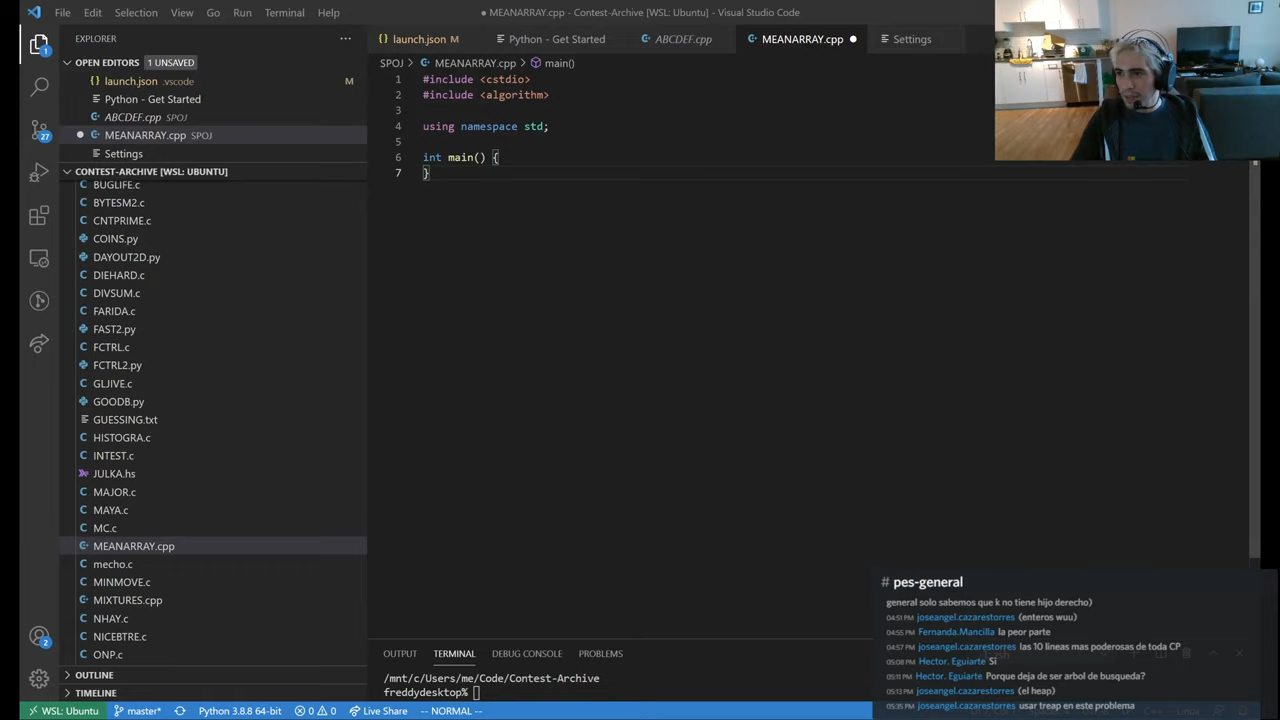 File Edit Selection View Go Run Terminal Help
● MEANARRAY.cpp - Contest-Archive [WSL: Ubuntu] - Visual Studio Code
EXPLORER
OPEN EDITORS 1 UNSAVED
launch.json .vscode M
Python - Get Started
ABCDEF.cpp SPOJ
MEANARRAY.cpp SPOJ
Settings
CONTEST-ARCHIVE [WSL: UBUNTU]
BUGLIFE.c
BYTESM2.c
CNTPRIME.c
COINS.py
DAYOUT2D.py
DIEHARD.c
DIVSUM.c
FARIDA.c
FAST2.py
FCTRL.c
FCTRL2.py
GLJIVE.c
GOODB.py
GUESSING.txt
HISTOGRA.c
INTEST.c
JULKA.hs
MAJOR.c
MAYA.c
MC.c
MEANARRAY.cpp
mecho.c
MINMOVE.c
MIXTURES.cpp
NHAY.c
NICEBTRE.c
ONP.c
OUTLINE
TIMELINE
1
27
2
launch.json M
Python - Get Started
ABCDEF.cpp
MEANARRAY.cpp
Settings
SPOJ > MEANARRAY.cpp > main()
1 #include <cstdio>
2 #include <algorithm>
3
4 using namespace std;
5
6 int main() {
7 }
OUTPUT TERMINAL DEBUG CONSOLE PROBLEMS
/mnt/c/Users/me/Code/Contest-Archive
freddydesktop%
# pes-general
general solo sabemos que k no tiene hijo derecho)
04:51 PM joseangel.cazarestorres (enteros wuu)
04:55 PM Fernanda.Mancilla la peor parte
04:57 PM joseangel.cazarestorres las 10 lineas mas poderosas de toda CP
05:08 PM Hector. Eguiarte Si
05:11 PM Hector. Eguiarte Porque deja de ser arbol de busqueda?
05:13 PM joseangel.cazarestorres (el heap)
05:35 PM joseangel.cazarestorres usar treap en este problema
WSL: Ubuntu master* Python 3.8.8 64-bit 0 0 Live Share -- NORMAL --